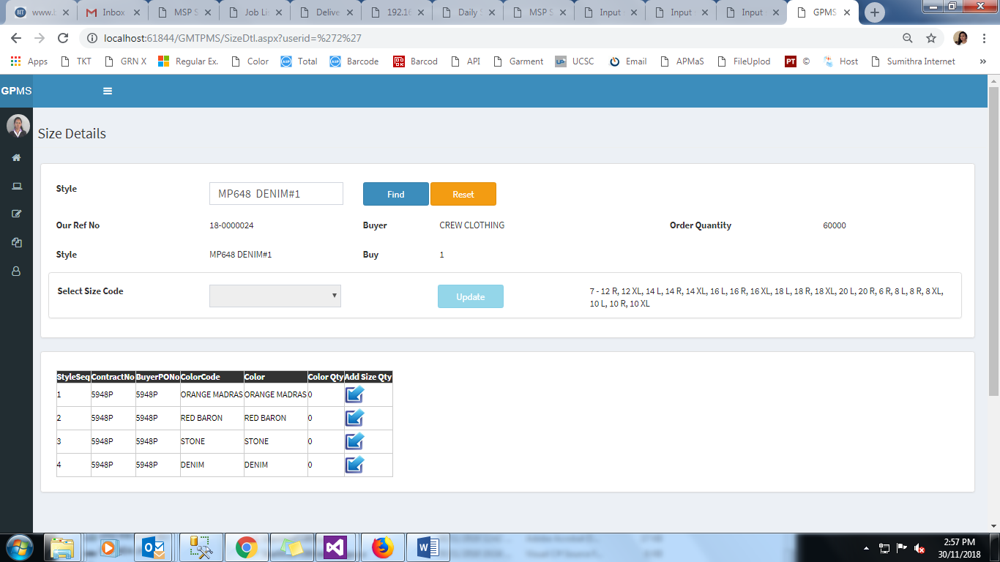 www.b
Inbox
MSP S
Job Lis
Delive
192.16
Daily S
MSP S
Input
Input s
Input
GPMS
localhost:61844/GMTPMS/SizeDtl.aspx?userid=%272%27
Apps TKT GRN X Regular Ex. Color Total Barcode Barcod API Garment UCSC Email APMaS FileUplod PT © Host Sumithra Internet »
GPMS
Size Details
Style MP648 DENIM#1 Find Reset
Our Ref No 18-0000024 Buyer CREW CLOTHING Order Quantity 60000
Style MP648 DENIM#1 Buy 1
Select Size Code Update 7 - 12 R, 12 XL, 14 L, 14 R, 14 XL, 16 L, 16 R, 16 XL, 18 L, 18 R, 18 XL, 20 L, 20 R, 6 R, 8 L, 8 R, 8 XL,
10 L, 10 R, 10 XL
StyleSeq ContractNo BuyerPONo ColorCode Color Color Qty Add Size Qty
1 5948P 5948P ORANGE MADRAS ORANGE MADRAS 0
2 5948P 5948P RED BARON RED BARON 0
3 5948P 5948P STONE STONE 0
4 5948P 5948P DENIM DENIM 0
2:57 PM
30/11/2018